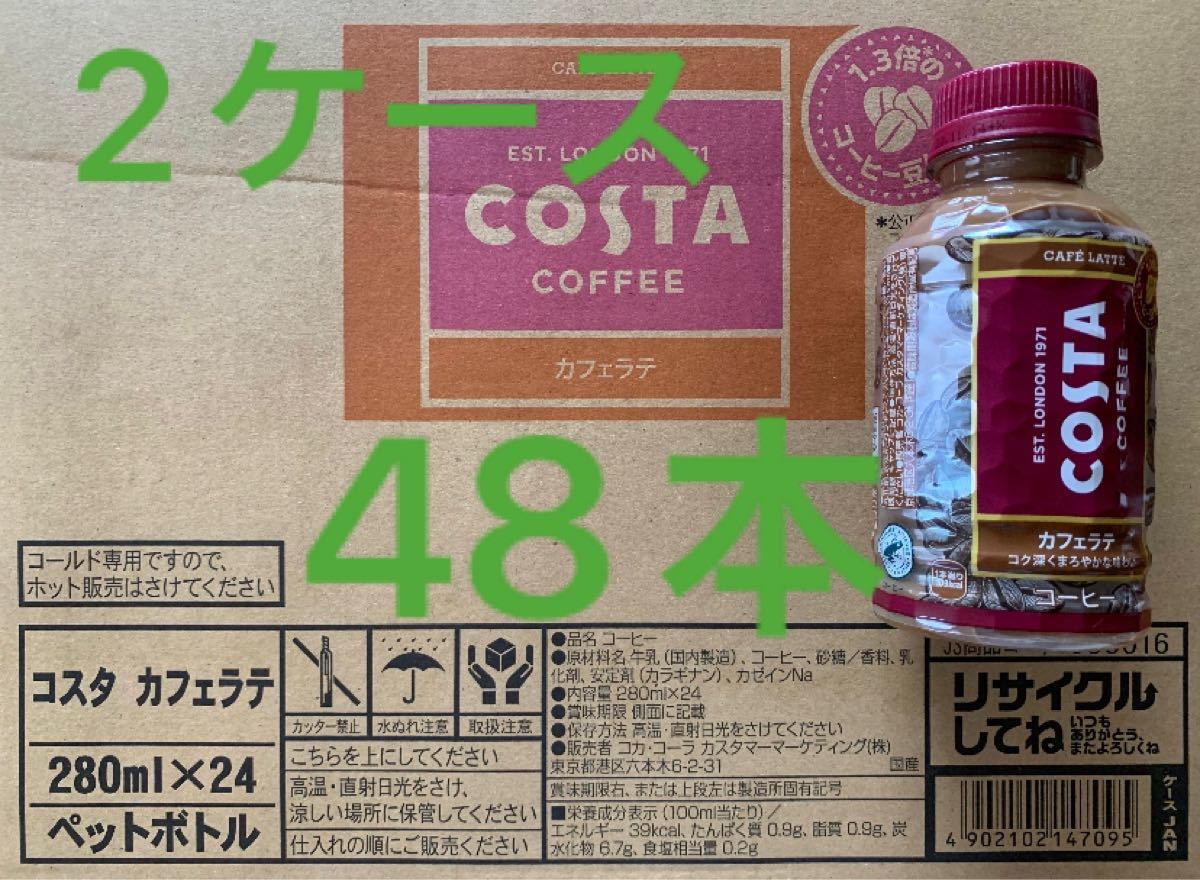 2ケース
48本
CAFÉ LATTE
EST. LONDON 1971
COSTA
COFFEE
カフェラテ
1.3倍の*
コーヒー豆
*公正
CAFÉ LATTE
EST. LONDON 1971
COSTA
COFFEE
カフェラテ
コク深くまろやかな味わい
コーヒー
コールド専用ですので、
ホット販売はさけてください
コスタ カフェラテ
280ml×24
ペットボトル
カッター禁止 水ぬれ注意 取扱注意
こちらを上にしてください
高温・直射日光をさけ、
涼しい場所に保管してください
仕入れの順にご販売ください
●品名 コーヒー
●原材料名 牛乳(国内製造)、コーヒー、砂糖/香料、乳
化剤、安定剤(カラギナン)、カゼインNa
●内容量 280ml×24
●賞味期限 側面に記載
●保存方法 高温・直射日光をさけてください
●販売者 コカ・コーラ カスタマーマーケティング(株)
東京都港区六本木6-2-31 国産
賞味期限右、または上段左は製造所固有記号
■栄養成分表示(100ml当たり)/
エネルギー 39kcal、たんぱく質 0.9g、脂質 0.9g、炭
水化物 6.7g、食塩相当量 0.2g
リサイクル
してね
いつも
ありがとう、
またよろしくね
4 902102 147095
ケースJAN